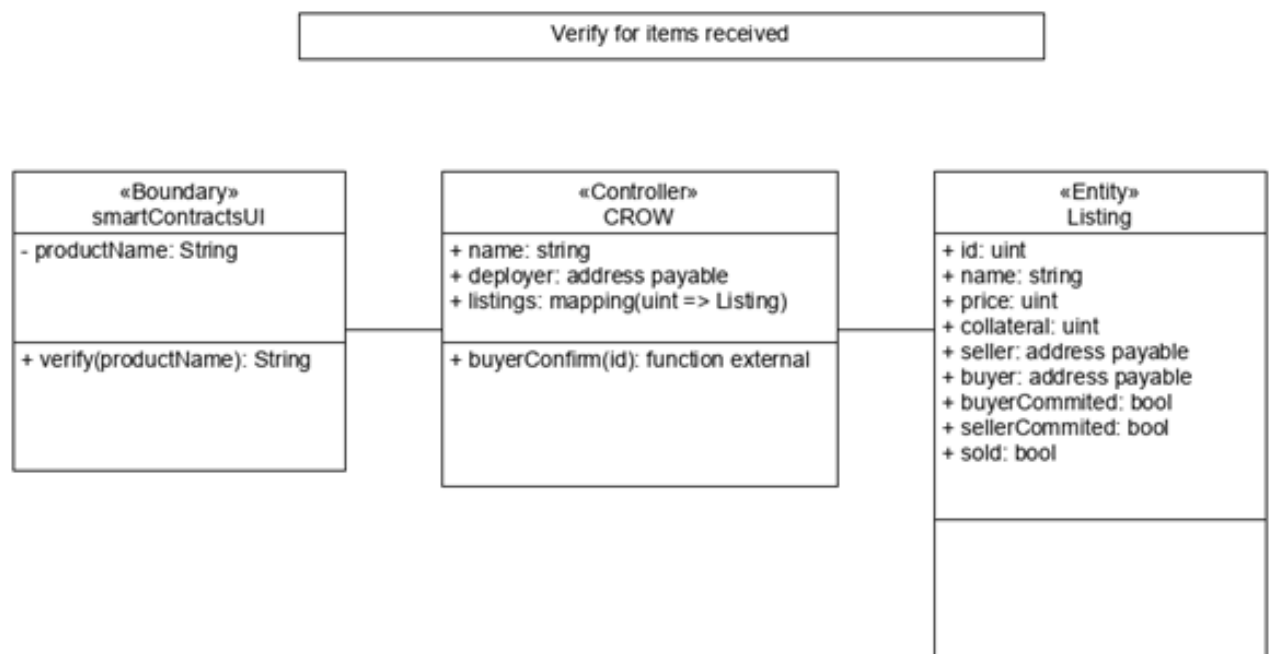 Verify for items received
«Boundary»
smartContractsUI
- productName: String
+ verify(productName): String
«Controller»
CROW
+ name: string
+ deployer: address payable
+ listings: mapping(uint => Listing)
+ buyerConfirm(id): function external
«Entity»
Listing
+ id: uint
+ name: string
+ price: uint
+ collateral: uint
+ seller: address payable
+ buyer: address payable
+ buyerCommited: bool
+ sellerCommited: bool
+ sold: bool